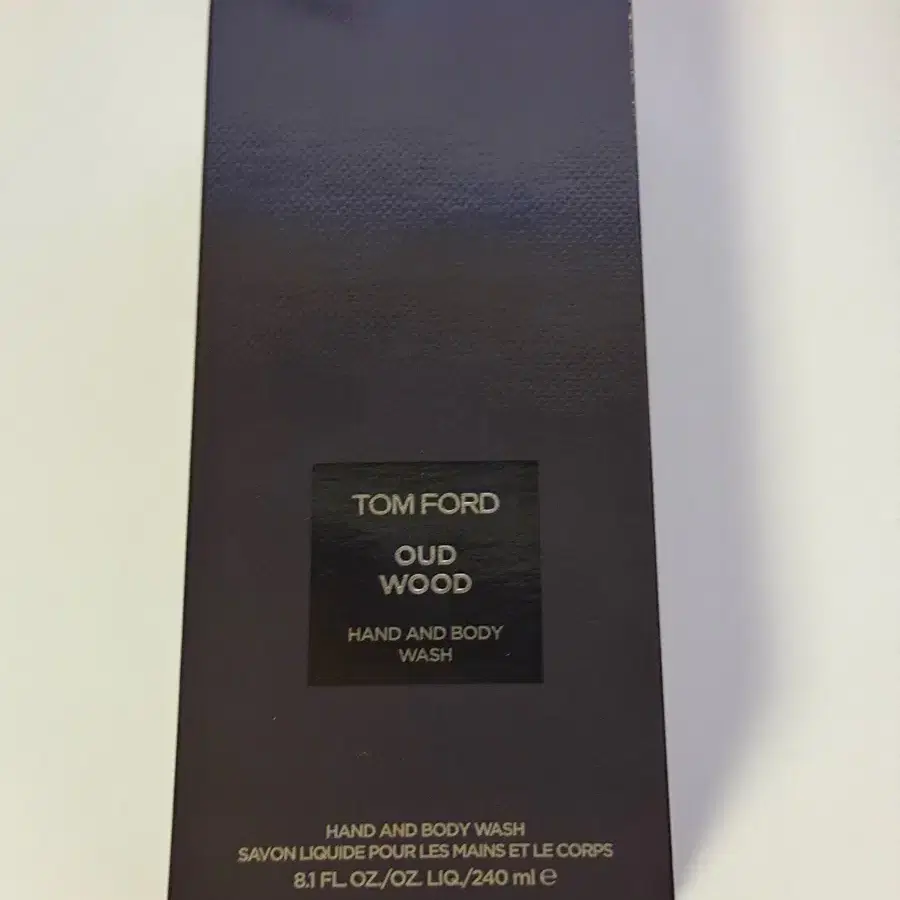 TOM FORD
OUD
WOOD
HAND AND BODY
WASH
HAND AND BODY WASH
SAVON LIQUIDE POUR LES MAINS ET LE CORPS
8.1 FL. OZ./OZ. LIQ./240 ml ℮